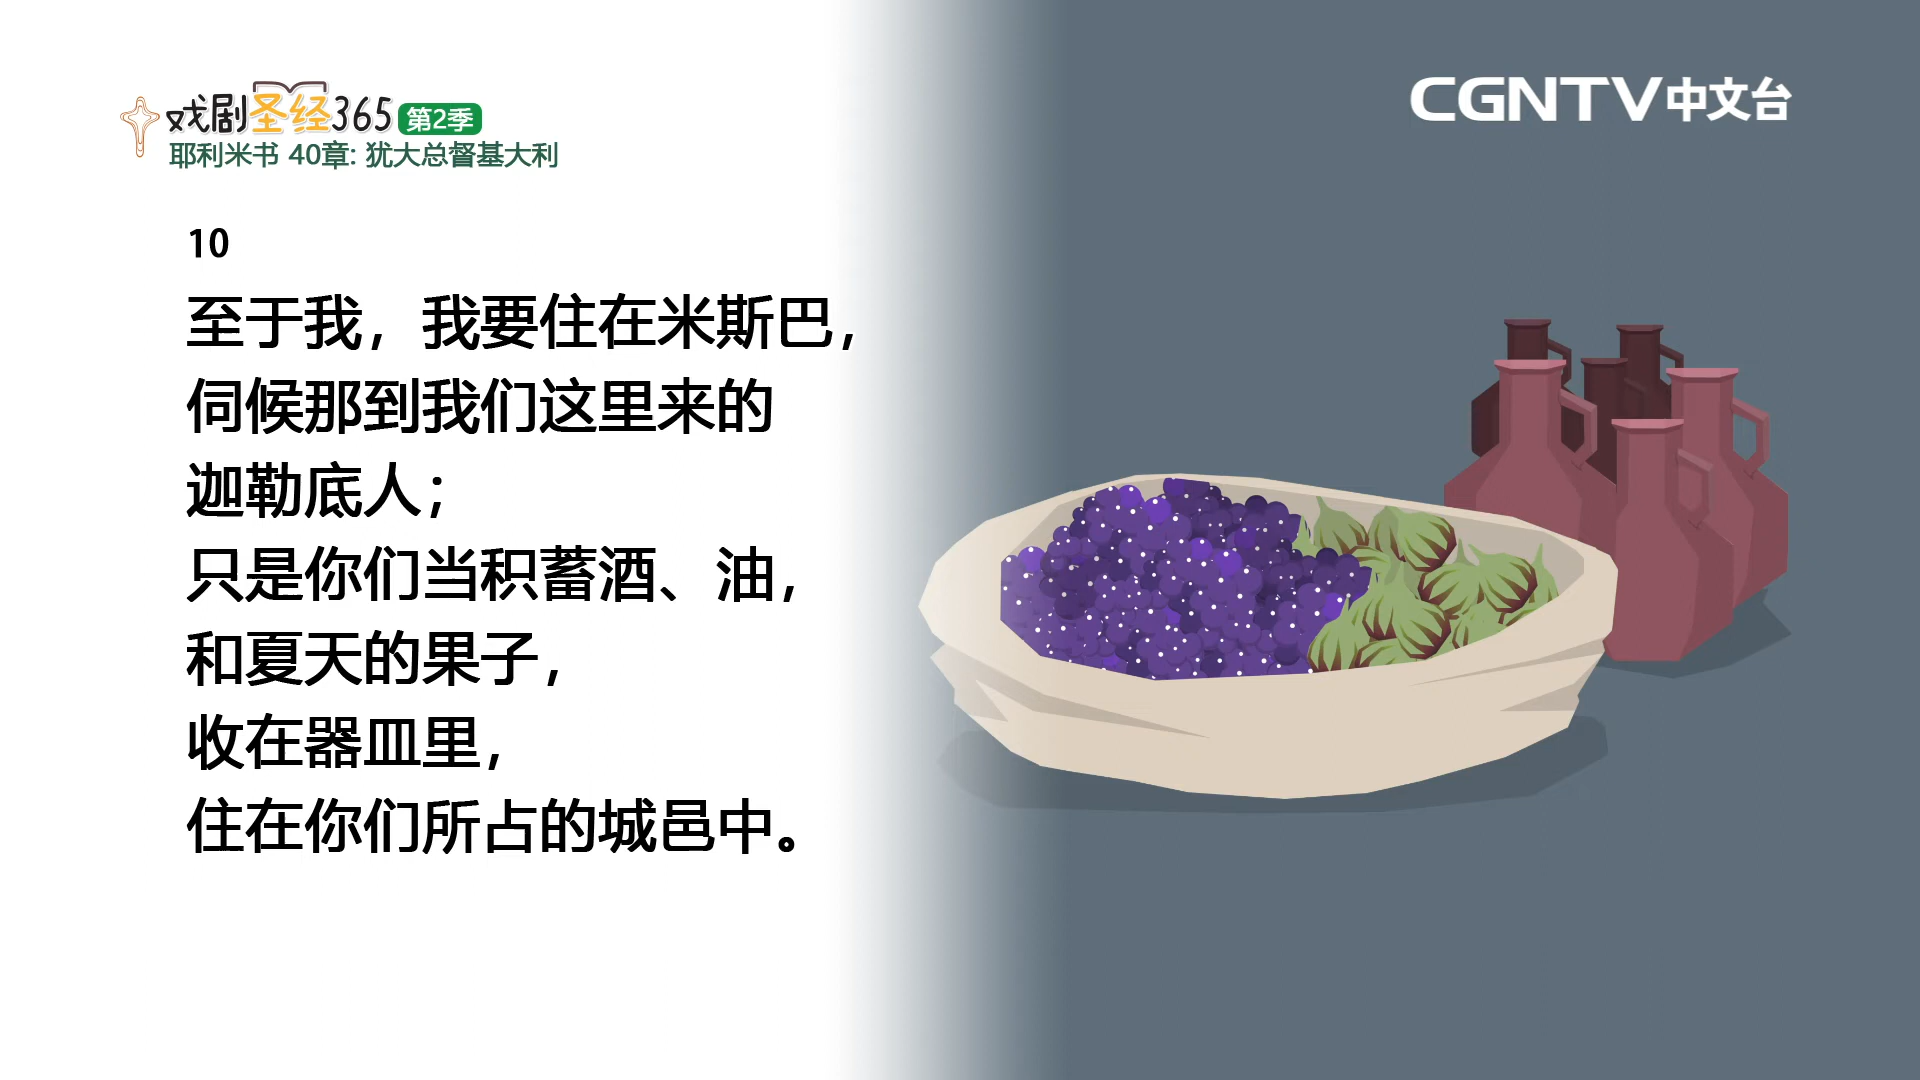 戏剧圣经365 第2季
耶利米书 40章: 犹大总督基大利
CGNTV中文台
10
至于我，我要住在米斯巴，
伺候那到我们这里来的
迦勒底人；
只是你们当积蓄酒、油，
和夏天的果子，
收在器皿里，
住在你们所占的城邑中。